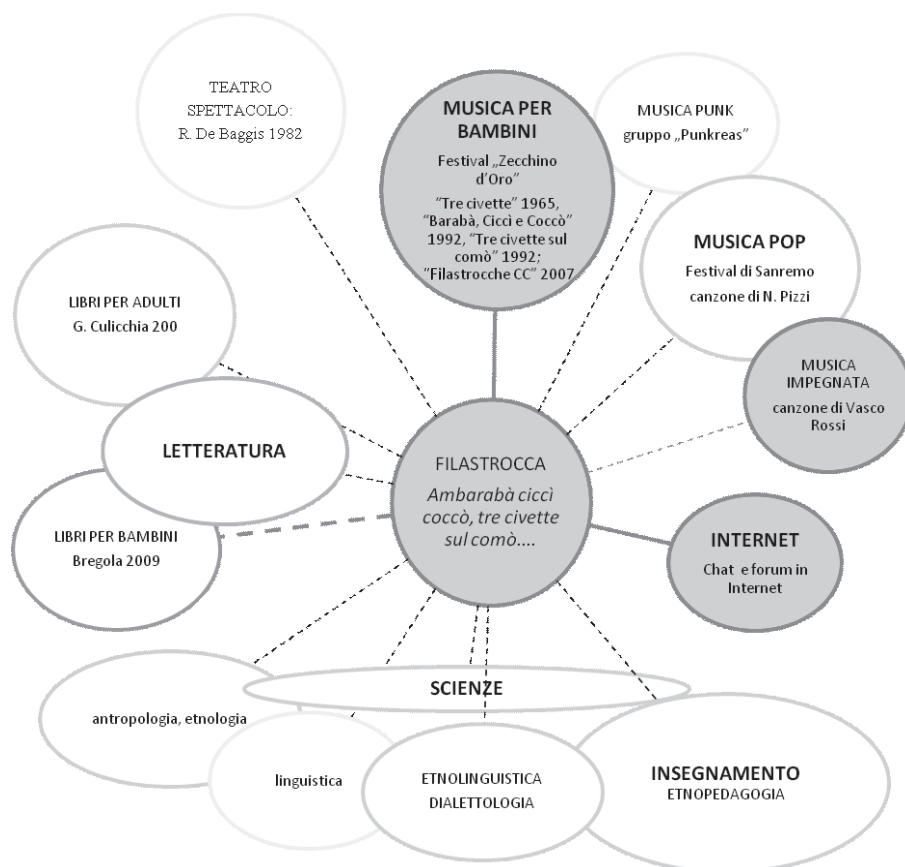 TEATRO
SPETTACOLO:
R. De Baggis 1982
MUSICA PER
BAMBINI
Festival „Zecchino
d’Oro”
“Tre civette” 1965,
“Barabà, Ciccì e Coccò”
1992, “Tre civette sul
comò” 1992;
“Filastrocche CC” 2007
MUSICA PUNK
gruppo „Punkreas”
MUSICA POP
Festival di Sanremo
canzone di N. Pizzi
MUSICA
IMPEGNATA
canzone di Vasco
Rossi
LIBRI PER ADULTI
G. Culicchia 200
LETTERATURA
LIBRI PER BAMBINI
Bregola 2009
FILASTROCCA
Ambarabà ciccì
coccò, tre civette
sul comò....
INTERNET
Chat e forum in
Internet
SCIENZE
antropologia, etnologia
linguistica
ETNOLINGUISTICA
DIALETTOLOGIA
INSEGNAMENTO
ETNOPEDAGOGIA